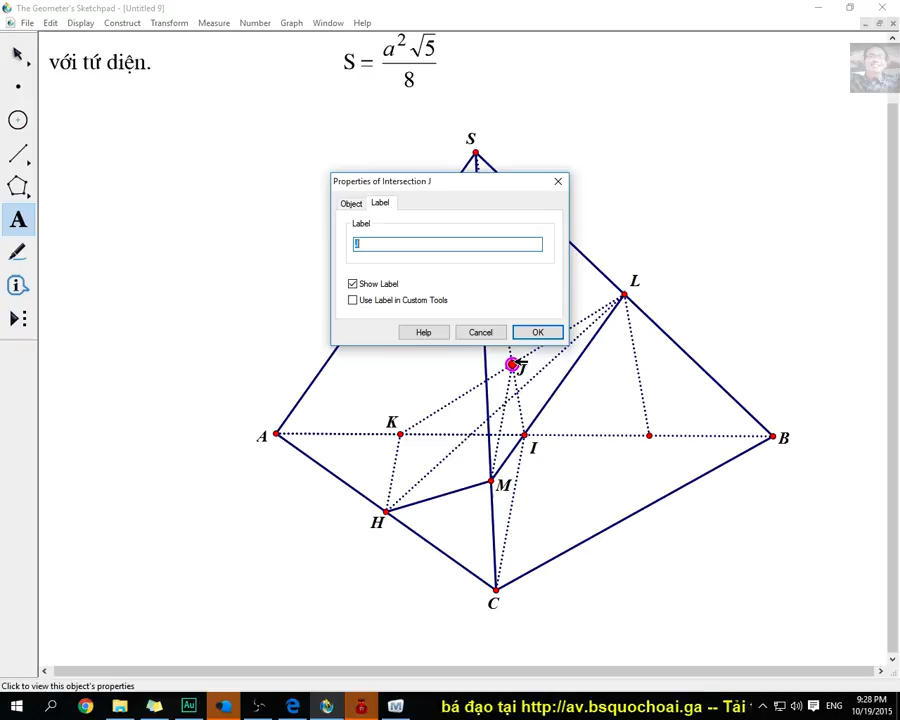 The Geometer's Sketchpad - [Untitled 9]
File Edit Display Construct Transform Measure Number Graph Window Help
với tứ diện.
S = a² √5 / 8
S
Properties of Intersection J
Object Label
Label
J
Show Label
Use Label in Custom Tools
Help Cancel OK
L
J
A
K
I
B
M
H
C
A
Click to view this object's properties
Au
bá đạo tại http://av.bsquochoai.ga -- Tải
ENG
9:28 PM
10/19/2015